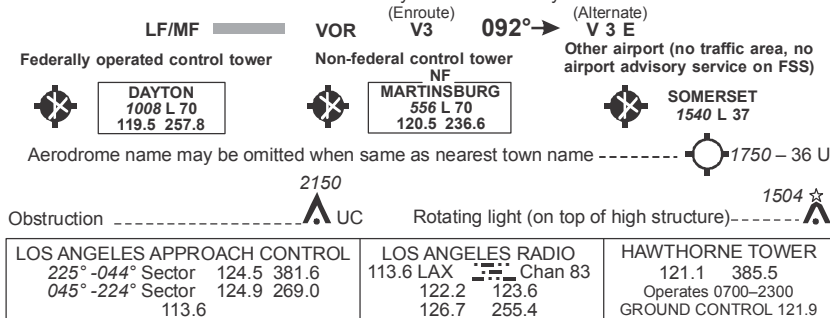 (Enroute) (Alternate)
LF/MF VOR V3 092° V 3 E
Federally operated control tower
Non-federal control tower
Other airport (no traffic area, no
airport advisory service on FSS)
DAYTON
1008 L 70
119.5 257.8
NF
MARTINSBURG
556 L 70
120.5 236.6
SOMERSET
1540 L 37
Aerodrome name may be omitted when same as nearest town name 1750 – 36 U
2150
Obstruction UC
1504
Rotating light (on top of high structure)
LOS ANGELES APPROACH CONTROL
225° -044° Sector 124.5 381.6
045° -224° Sector 124.9 269.0
113.6
LOS ANGELES RADIO
113.6 LAX Chan 83
122.2 123.6
126.7 255.4
HAWTHORNE TOWER
121.1 385.5
Operates 0700–2300
GROUND CONTROL 121.9